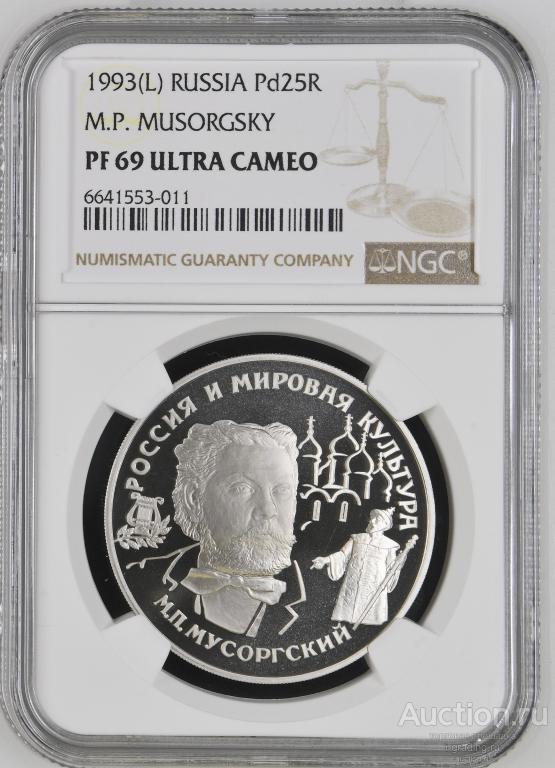 1993(L) RUSSIA Pd25R
M.P. MUSORGSKY
PF 69 ULTRA CAMEO
6641553-011
NUMISMATIC GUARANTY COMPANY
NGC®
РОССИЯ И МИРОВАЯ КУЛЬТУРА
М.П.МУСОРГСКИЙ
Auction.ru